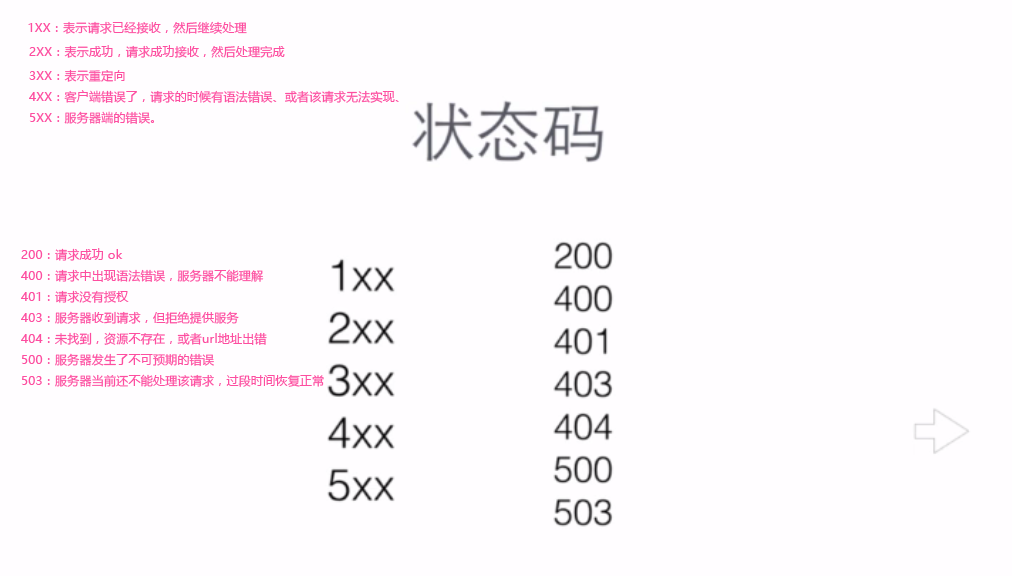 1XX：表示请求已经接收，然后继续处理
2XX：表示成功，请求成功接收，然后处理完成
3XX：表示重定向
4XX：客户端错误了，请求的时候有语法错误、或者该请求无法实现、
5XX：服务器端的错误。
状态码
200：请求成功 ok
400：请求中出现语法错误，服务器不能理解
401：请求没有授权
403：服务器收到请求，但拒绝提供服务
404：未找到，资源不存在，或者url地址出错
500：服务器发生了不可预期的错误
503：服务器当前还不能处理该请求，过段时间恢复正常
1xx
2xx
3xx
4xx
5xx
200
400
401
403
404
500
503